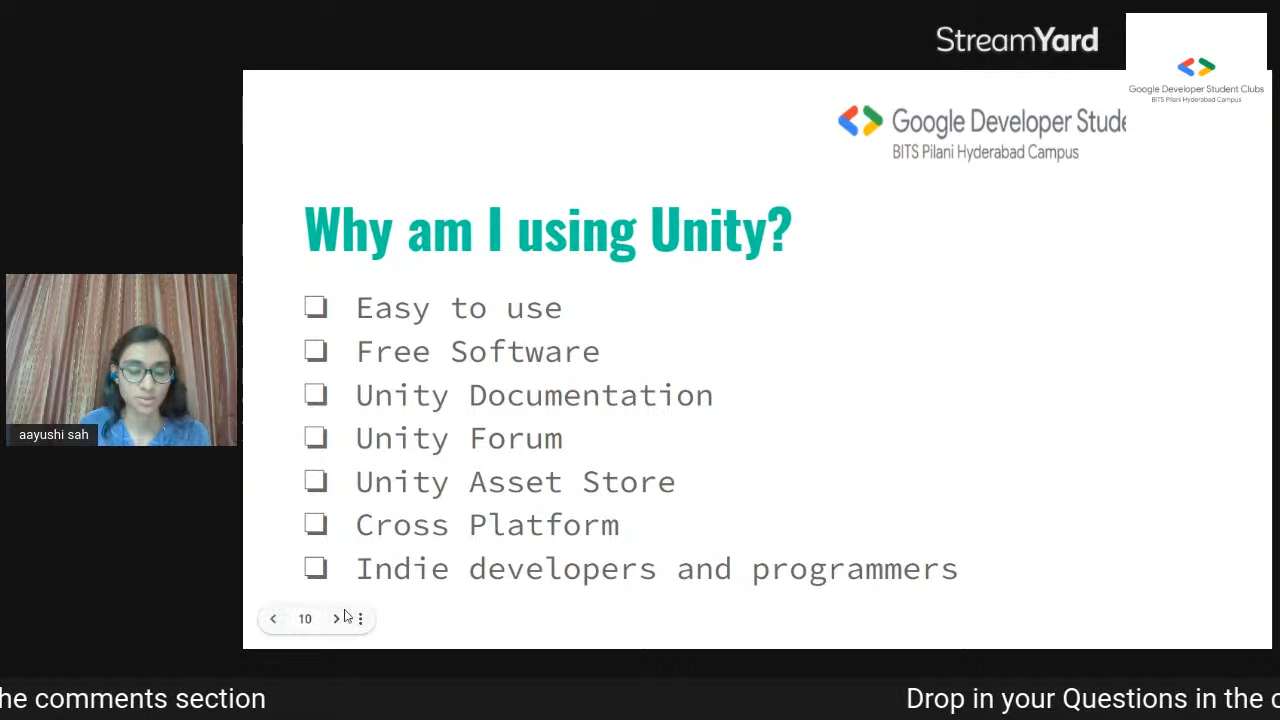 StreamYard
Google Developer Student Clubs
BITS Pilani Hyderabad Campus
Google Developer Stude
BITS Pilani Hyderabad Campus
Why am I using Unity?
Easy to use
Free Software
Unity Documentation
Unity Forum
Unity Asset Store
Cross Platform
Indie developers and programmers
aayushi sah
10
he comments section
Drop in your Questions in the c